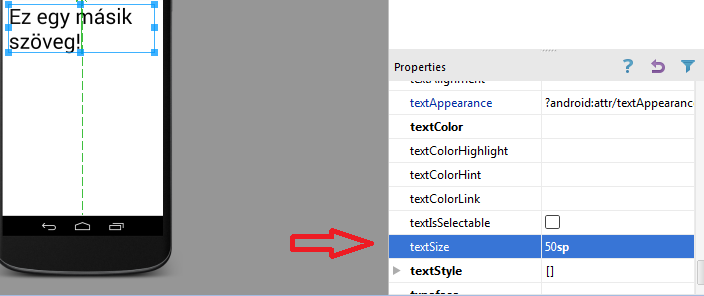 Ez egy másik
szöveg!
Properties
?
textAlignment
textAppearance ?android:attr/textAppearanc
textColor
textColorHighlight
textColorHint
textColorLink
textIsSelectable
textSize 50sp
textStyle []
typeface